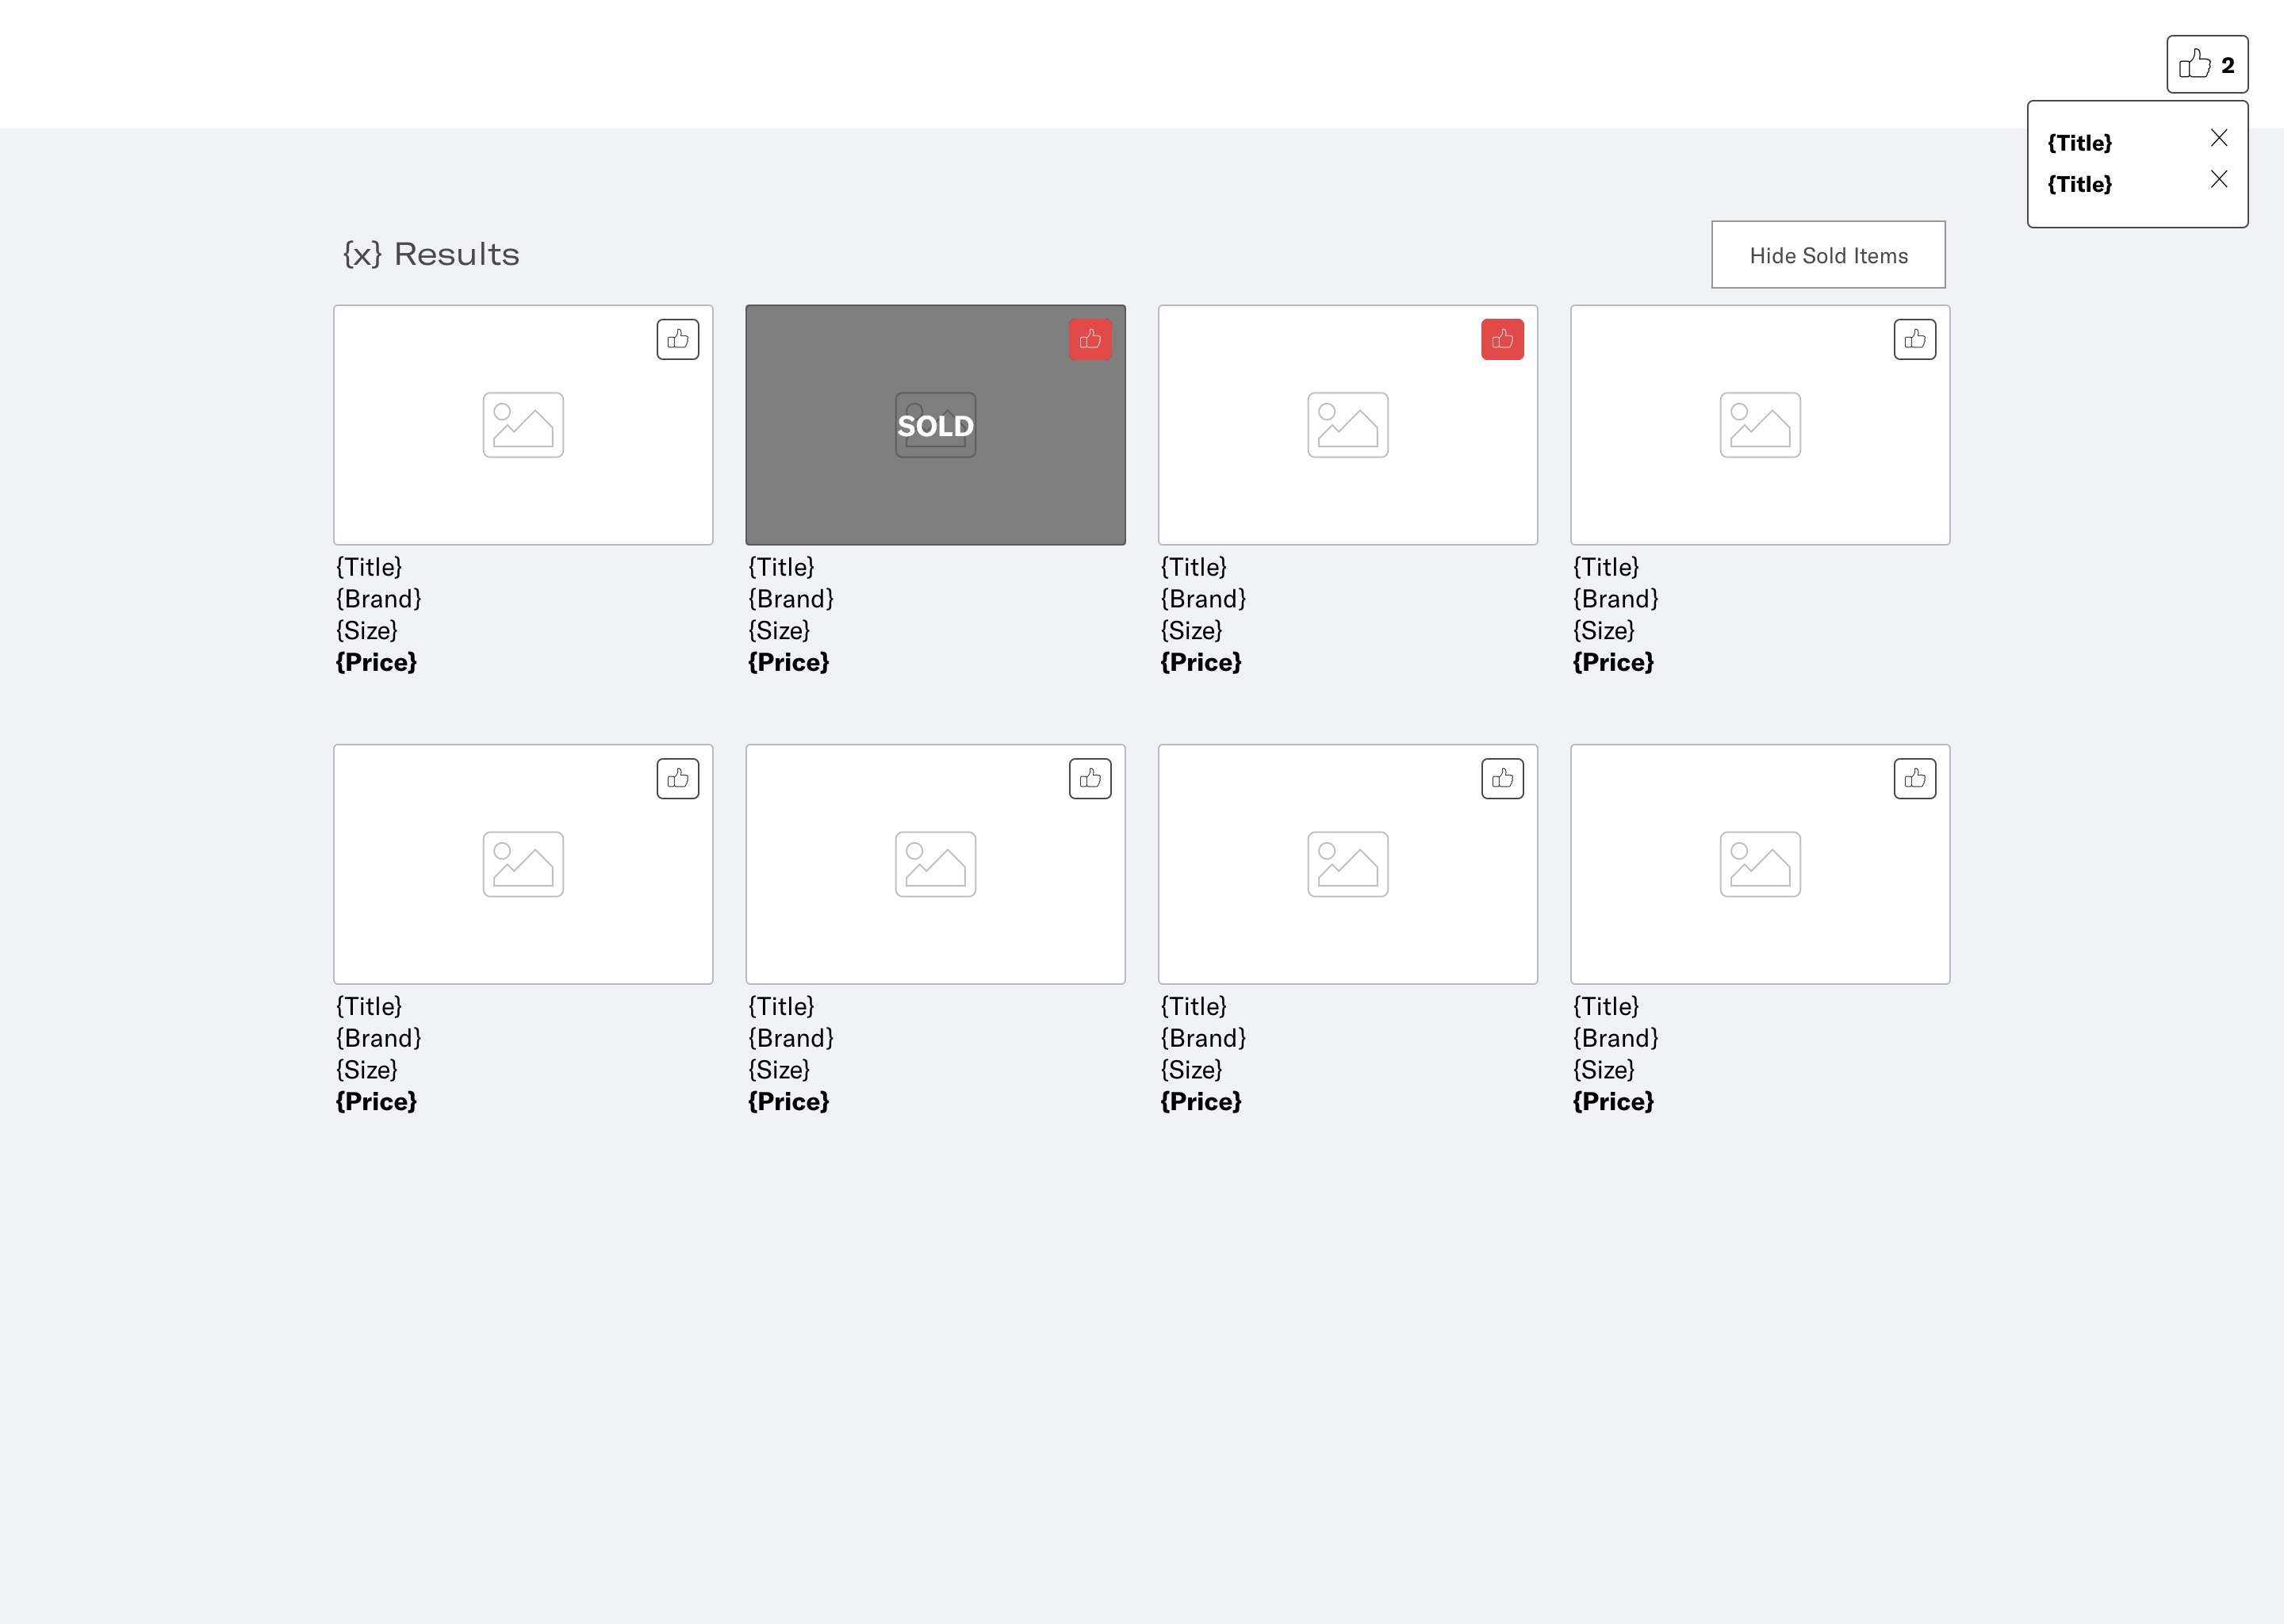 2
{Title}
{Title}
{x} Results
Hide Sold Items
SOLD
{Title}
{Brand}
{Size}
{Price}
{Title}
{Brand}
{Size}
{Price}
{Title}
{Brand}
{Size}
{Price}
{Title}
{Brand}
{Size}
{Price}
{Title}
{Brand}
{Size}
{Price}
{Title}
{Brand}
{Size}
{Price}
{Title}
{Brand}
{Size}
{Price}
{Title}
{Brand}
{Size}
{Price}